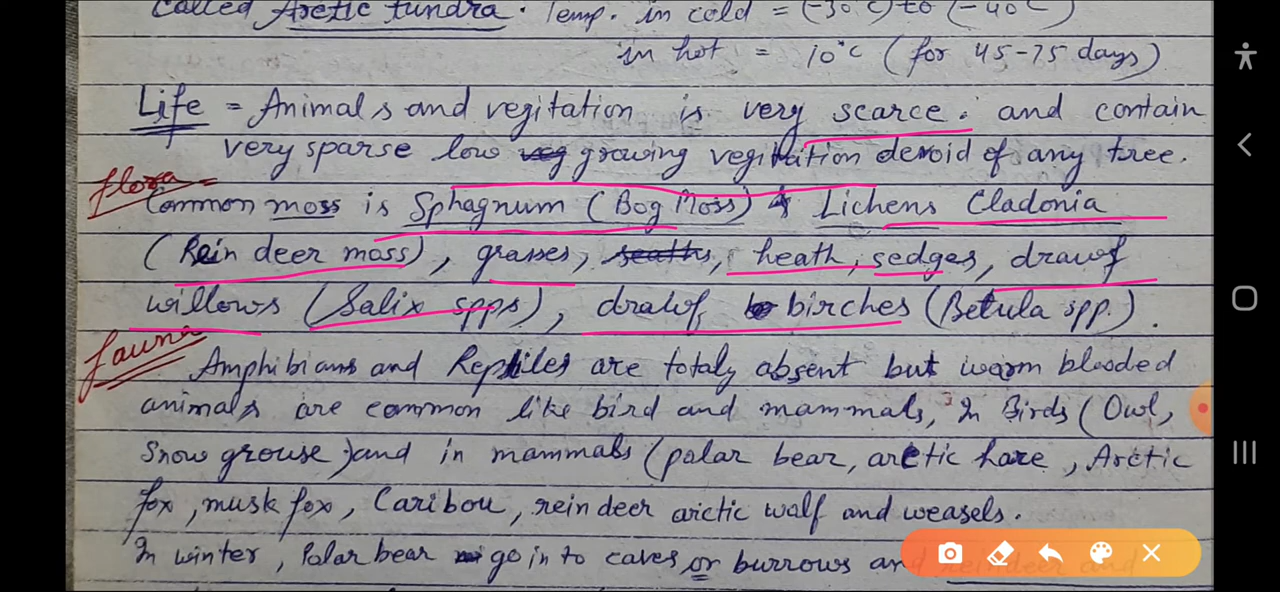 called Arctic tundra. Temp. in cold = (-30°c) to (-40°c)
in hot = 10°c (for 45-75 days)
Life = Animals and vegitation is very scarce. and contain
very sparse low growing vegitation devoid of any tree.
flora
Common moss is Sphagnum (Bog Moss) & Lichens Cladonia
(Rein deer moss), grasses, seaths, heath, sedges, drawf
willows (Salix spps), dralof birches (Betula spp.).
fauna
Amphibians and Reptiles are totaly absent but warm blooded
animals are common like bird and mammals, In Birds (Owl,
Snow grouse) and in mammals (polar bear, arctic hare, Arctic
fox, musk fox, Caribou, reindeer arctic walf and weasels.
In winter, Polar bear go in to caves or burrows and reindeer and